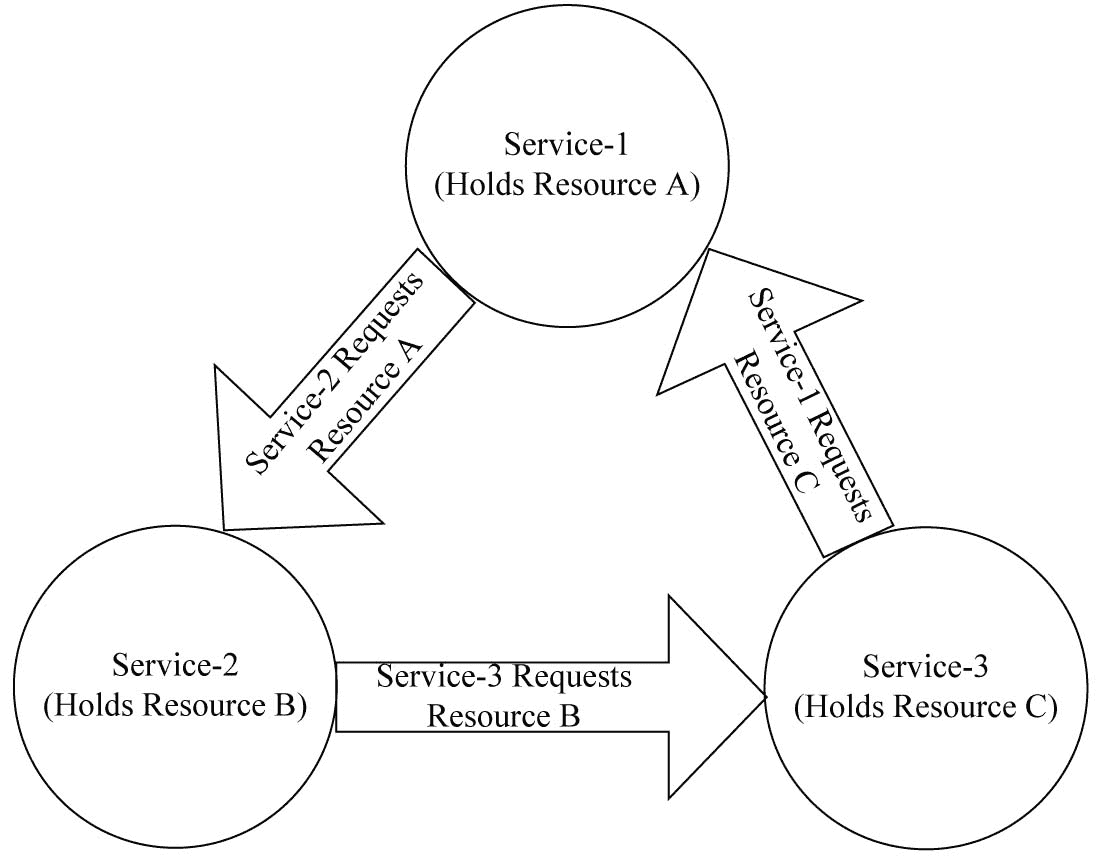 Service-1
(Holds Resource A)
Service-2 Requests
Resource A
Service-1 Requests
Resource C
Service-2
(Holds Resource B)
Service-3 Requests
Resource B
Service-3
(Holds Resource C)